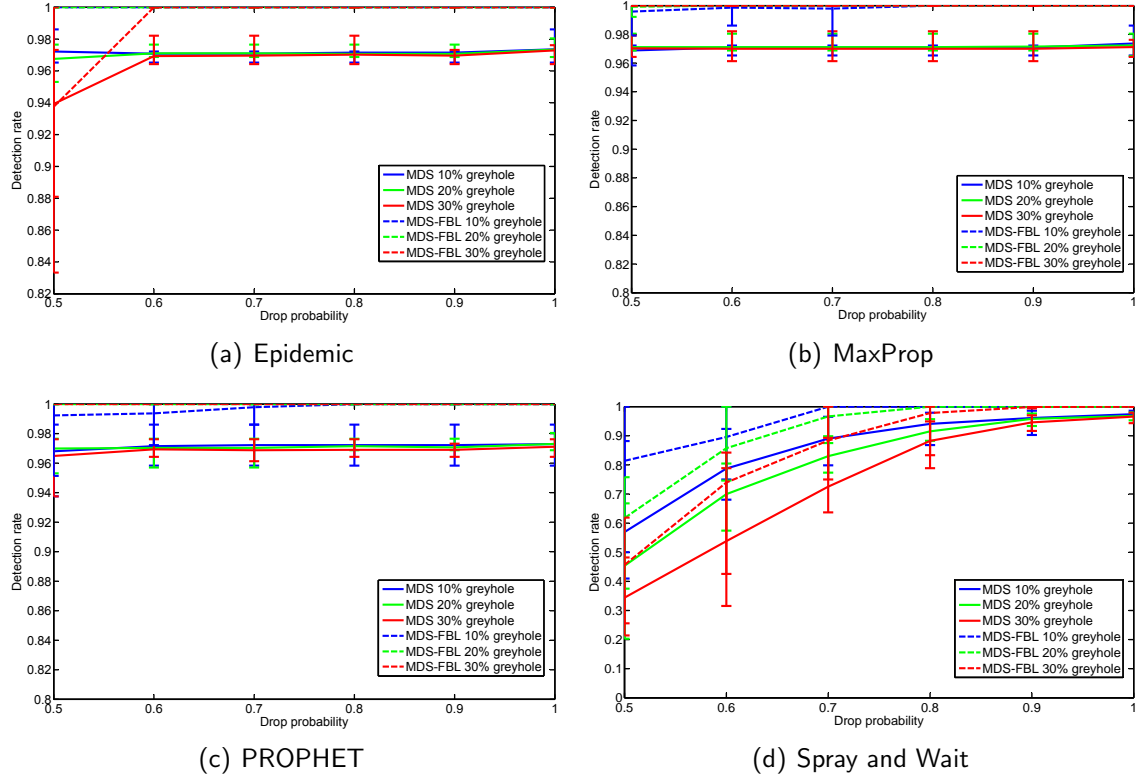 1
0.98
0.96
0.94
0.92
0.9
0.88
0.86
0.84
0.82
Detection rate
0.5 0.6 0.7 0.8 0.9 1
Drop probability
MDS 10% greyhole
MDS 20% greyhole
MDS 30% greyhole
MDS-FBL 10% greyhole
MDS-FBL 20% greyhole
MDS-FBL 30% greyhole
(a) Epidemic
1
0.98
0.96
0.94
0.92
0.9
0.88
0.86
0.84
0.82
0.8
Detection rate
0.5 0.6 0.7 0.8 0.9 1
Drop probability
MDS 10% greyhole
MDS 20% greyhole
MDS 30% greyhole
MDS-FBL 10% greyhole
MDS-FBL 20% greyhole
MDS-FBL 30% greyhole
(b) MaxProp
1
0.98
0.96
0.94
0.92
0.9
0.88
0.86
0.84
0.82
0.8
Detection rate
0.5 0.6 0.7 0.8 0.9 1
Drop probability
MDS 10% greyhole
MDS 20% greyhole
MDS 30% greyhole
MDS-FBL 10% greyhole
MDS-FBL 20% greyhole
MDS-FBL 30% greyhole
(c) PROPHET
1
0.9
0.8
0.7
0.6
0.5
0.4
0.3
0.2
0.1
0
Detection rate
0.5 0.6 0.7 0.8 0.9 1
Drop probability
MDS 10% greyhole
MDS 20% greyhole
MDS 30% greyhole
MDS-FBL 10% greyhole
MDS-FBL 20% greyhole
MDS-FBL 30% greyhole
(d) Spray and Wait